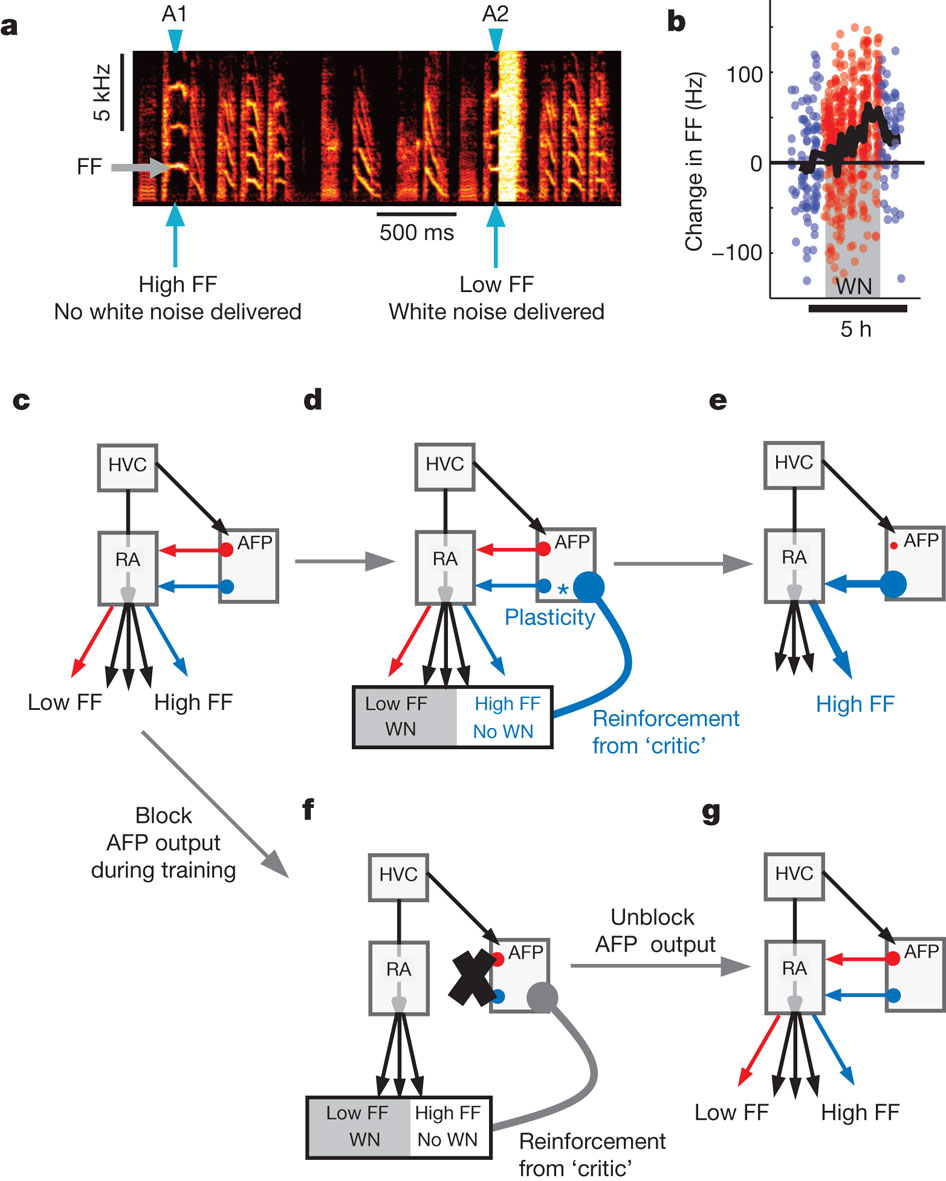 a
A1
A2
5 kHz
FF
500 ms
High FF
No white noise delivered
Low FF
White noise delivered
b
Change in FF (Hz)
100
0
−100
WN
5 h
c
HVC
RA
AFP
Low FF
High FF
d
HVC
RA
AFP
*
Plasticity
Low FF
WN
High FF
No WN
Reinforcement
from ‘critic’
e
HVC
RA
AFP
High FF
Block
AFP output
during training
f
HVC
RA
AFP
Low FF
WN
High FF
No WN
Reinforcement
from ‘critic’
Unblock
AFP output
g
HVC
RA
AFP
Low FF
High FF